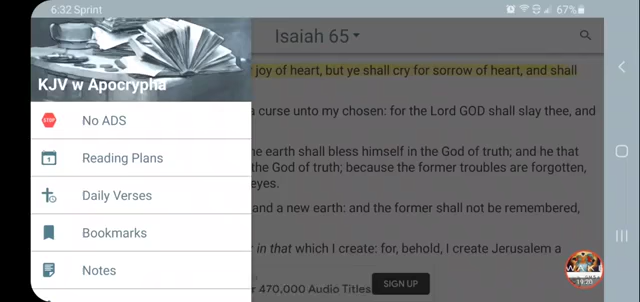 6:32 Sprint
67%
KJV w Apocrypha
No ADS
Reading Plans
Daily Verses
Bookmarks
Notes
Isaiah 65
joy of heart, but ye shall cry for sorrow of heart, and shall
a curse unto my chosen: for the Lord GOD shall slay thee, and
he earth shall bless himself in the God of truth; and he that
the God of truth; because the former troubles are forgotten,
eyes.
and a new earth: and the former shall not be remembered,
r in that which I create: for, behold, I create Jerusalem a
r 470,000 Audio Titles
SIGN UP
19:20